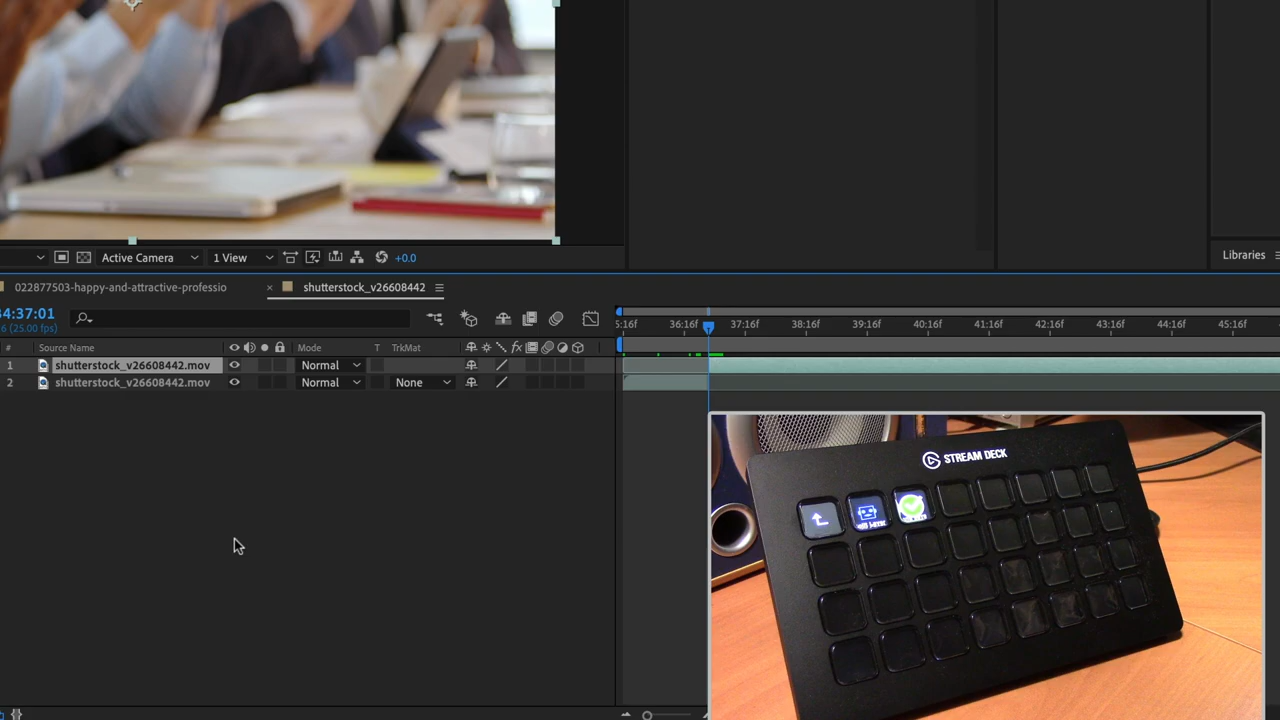 Active Camera 1 View +0.0
Libraries
022877503-happy-and-attractive-professio × shutterstock_v26608442
4:37:01
6 (25.00 fps)
5:16f 36:16f 37:16f 38:16f 39:16f 40:16f 41:16f 42:16f 43:16f 44:16f 45:16f
# Source Name Mode T TrkMat fx
1 shutterstock_v26608442.mov Normal
2 shutterstock_v26608442.mov Normal None
STREAM DECK